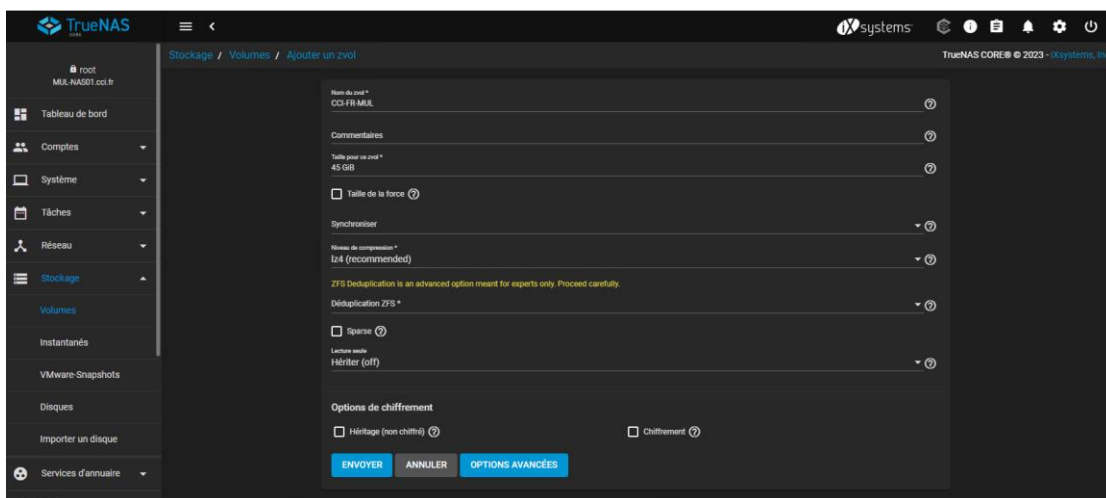 TrueNAS
CORE
iXsystems
root
MUL-NAS01.cci.fr
Stockage / Volumes / Ajouter un zvol
TrueNAS CORE® © 2023 - iXsystems, Inc
Tableau de bord
Comptes
Système
Tâches
Réseau
Stockage
Volumes
Instantanés
VMware-Snapshots
Disques
Importer un disque
Services d'annuaire
Nom du zvol *
CCI-FR-MUL
Commentaires
Taille pour ce zvol *
45 GiB
Taille de la force
Synchroniser
Niveau de compression *
lz4 (recommended)
ZFS Deduplication is an advanced option meant for experts only. Proceed carefully.
Déduplication ZFS *
Sparse
Lecture seule
Hériter (off)
Options de chiffrement
Héritage (non chiffré)
Chiffrement
ENVOYER
ANNULER
OPTIONS AVANCÉES